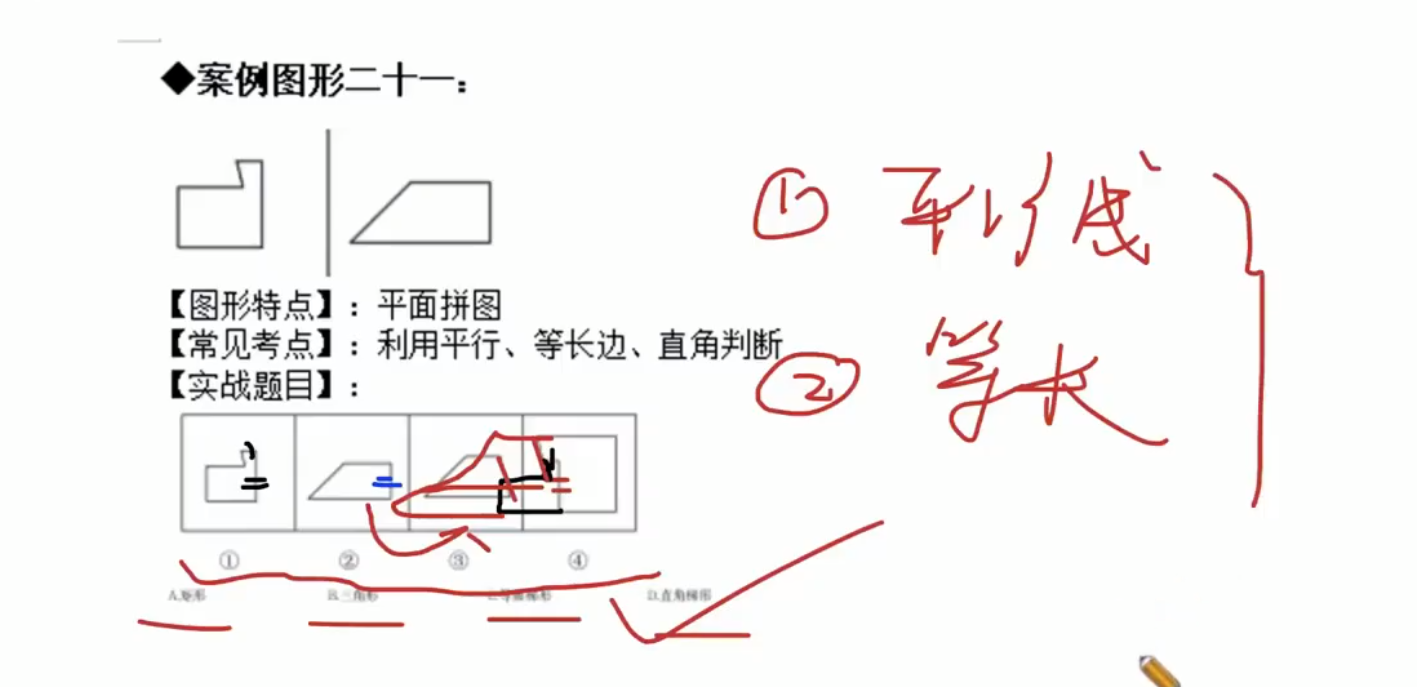 ◆案例图形二十一：
① 平行线
【图形特点】：平面拼图
【常见考点】：利用平行、等长边、直角判断
② 等长
【实战题目】：
① ② ③ ④
A.矩形 B.三角形 C.等腰梯形 D.直角梯形